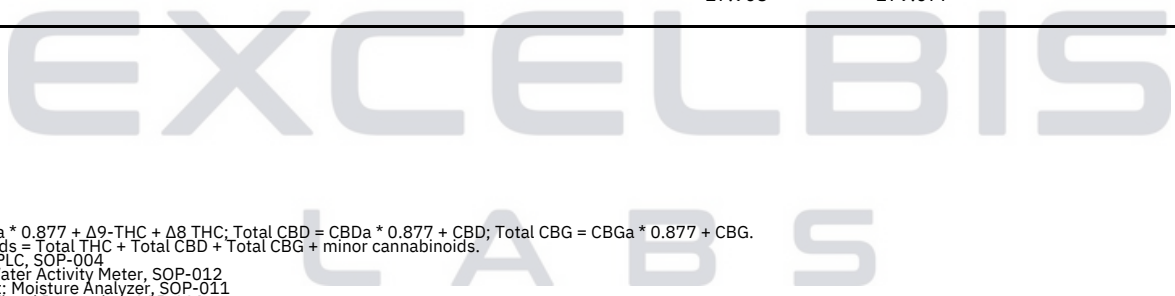 EXCELBIS
LABS
a * 0.877 + Δ9-THC + Δ8 THC; Total CBD = CBDa * 0.877 + CBD; Total CBG = CBGa * 0.877 + CBG.
ds = Total THC + Total CBD + Total CBG + minor cannabinoids.
PLC, SOP-004
ater Activity Meter, SOP-012
t: Moisture Analyzer, SOP-011